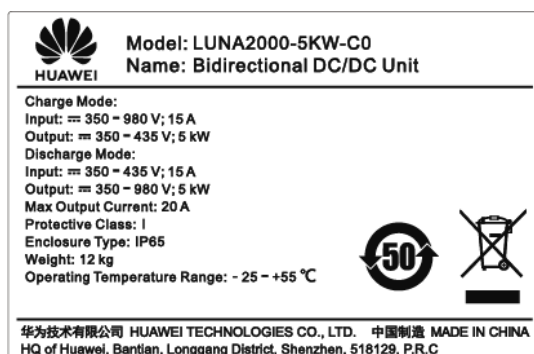 HUAWEI
Model: LUNA2000-5KW-C0
Name: Bidirectional DC/DC Unit
Charge Mode:
Input: ⎓ 350 - 980 V; 15 A
Output: ⎓ 350 - 435 V; 5 kW
Discharge Mode:
Input: ⎓ 350 - 435 V; 15 A
Output: ⎓ 350 - 980 V; 5 kW
Max Output Current: 20 A
Protective Class: I
Enclosure Type: IP65
Weight: 12 kg
Operating Temperature Range: - 25 - +55 ℃
50
华为技术有限公司 HUAWEI TECHNOLOGIES CO., LTD. 中国制造 MADE IN CHINA
HQ of Huawei, Bantian, Longgang District, Shenzhen, 518129, P.R.C